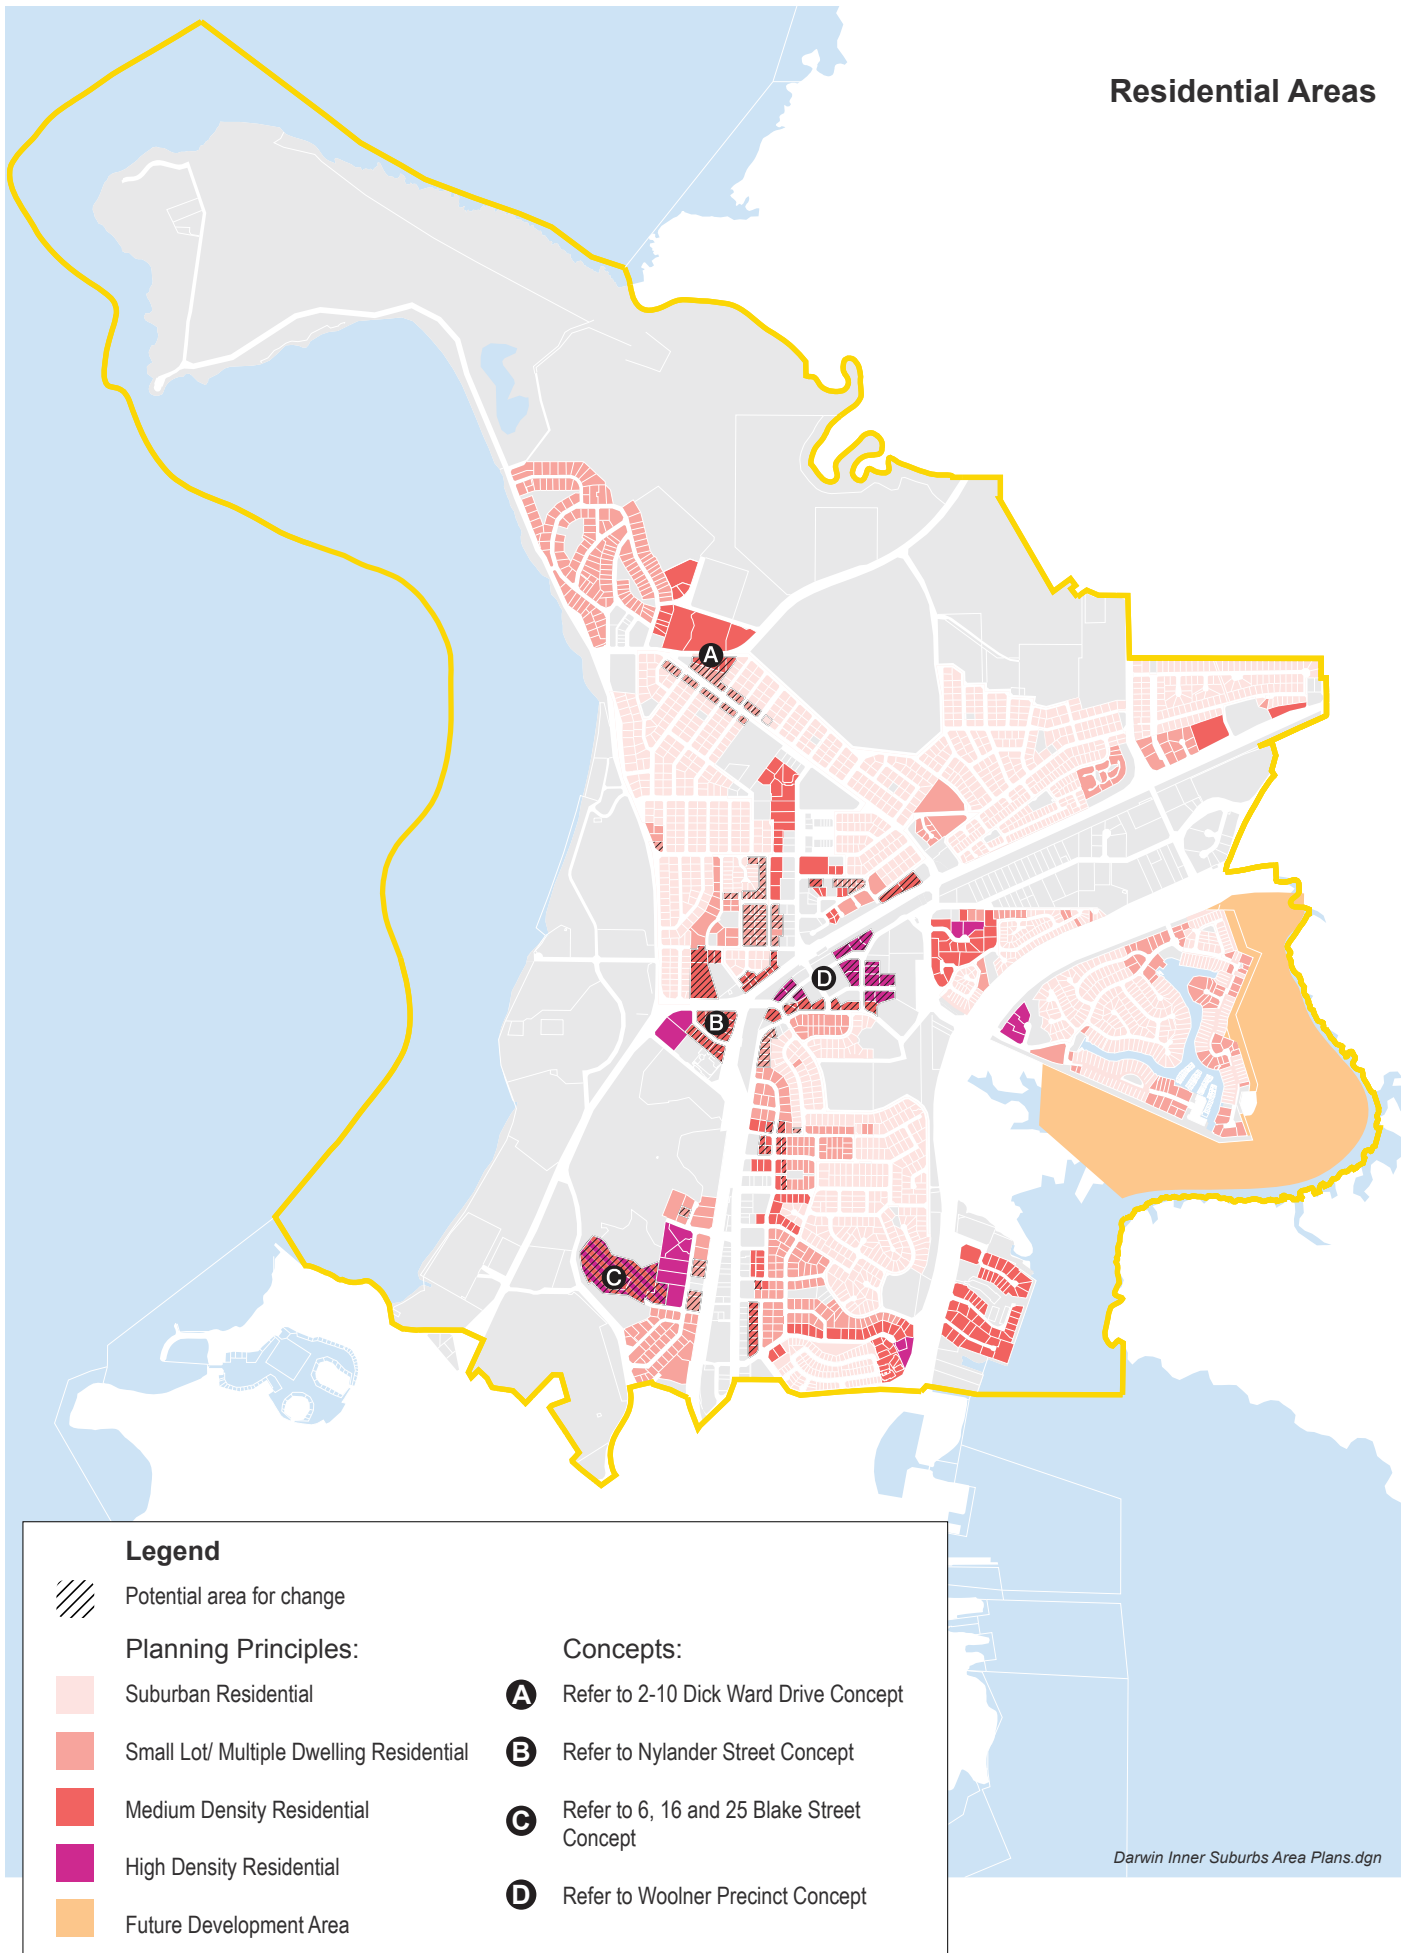 Residential Areas
A
D
B
C
Legend
Potential area for change
Planning Principles:
Suburban Residential
Small Lot/ Multiple Dwelling Residential
Medium Density Residential
High Density Residential
Future Development Area
Concepts:
A Refer to 2-10 Dick Ward Drive Concept
B Refer to Nylander Street Concept
C Refer to 6, 16 and 25 Blake Street
Concept
D Refer to Woolner Precinct Concept
Darwin Inner Suburbs Area Plans.dgn